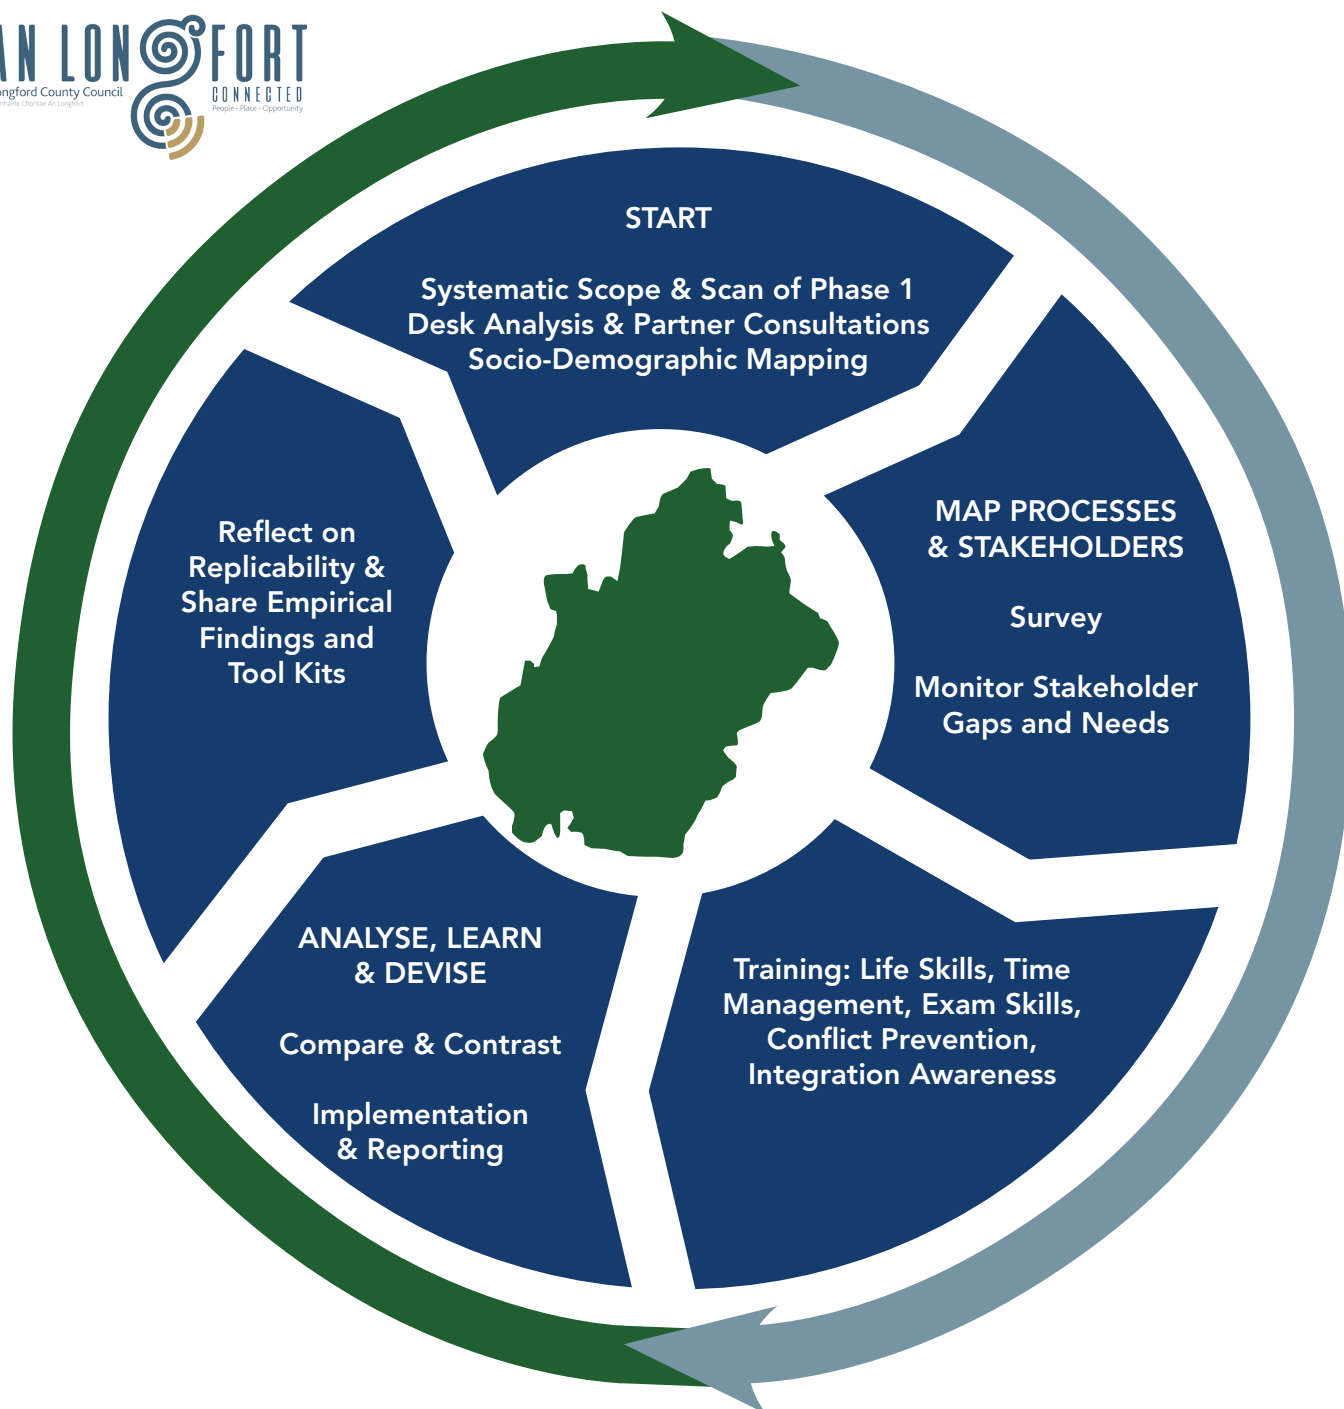 AN LONGFORT
Longford County Council
CONNECTED
People - Place - Opportunity
START
Systematic Scope & Scan of Phase 1
Desk Analysis & Partner Consultations
Socio-Demographic Mapping
MAP PROCESSES
& STAKEHOLDERS
Survey
Monitor Stakeholder
Gaps and Needs
Training: Life Skills, Time
Management, Exam Skills,
Conflict Prevention,
Integration Awareness
ANALYSE, LEARN
& DEVISE
Compare & Contrast
Implementation
& Reporting
Reflect on
Replicability &
Share Empirical
Findings and
Tool Kits